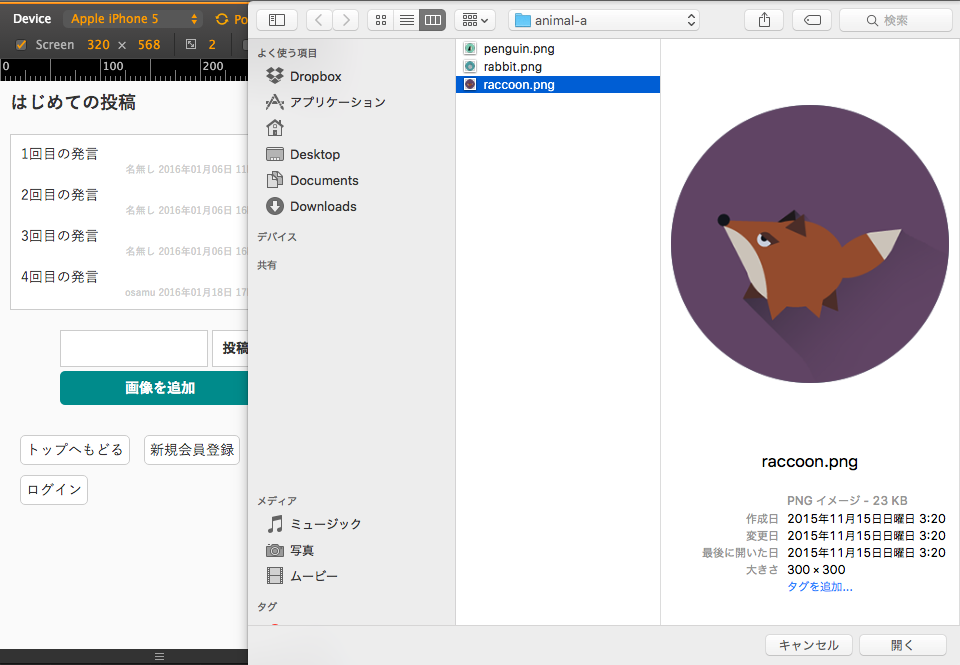 Device Apple iPhone 5 Po
Screen 320 × 568 2
0 100 200
はじめての投稿
1回目の発言
名無し 2016年01月06日 11
2回目の発言
名無し 2016年01月06日 16
3回目の発言
名無し 2016年01月06日 16
4回目の発言
osamu 2016年01月18日 17
投稿
画像を追加
トップへもどる 新規会員登録
ログイン
animal-a
検索
よく使う項目
Dropbox
アプリケーション
Desktop
Documents
Downloads
デバイス
共有
メディア
ミュージック
写真
ムービー
タグ
penguin.png
rabbit.png
raccoon.png
raccoon.png
PNG イメージ - 23 KB
作成日 2015年11月15日日曜日 3:20
変更日 2015年11月15日日曜日 3:20
最後に開いた日 2015年11月15日日曜日 3:20
大きさ 300 × 300
タグを追加...
キャンセル 開く